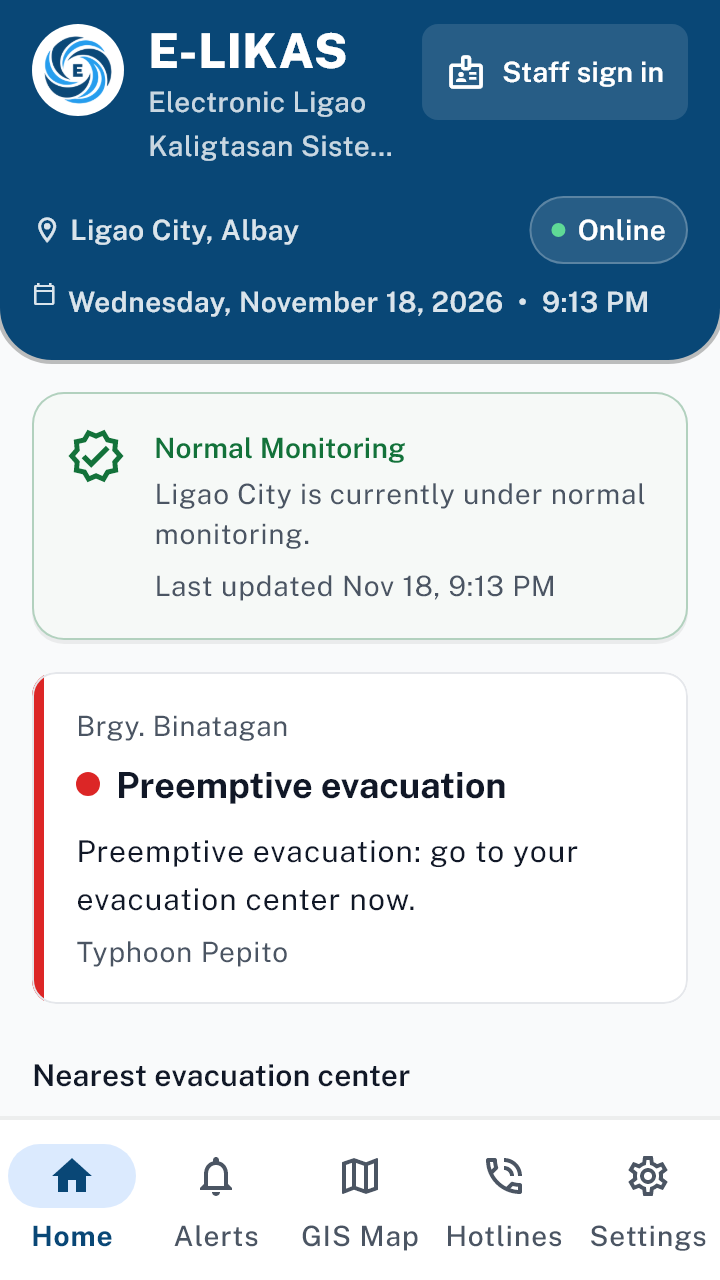 E
E-LIKAS
Electronic Ligao
Kaligtasan Siste...
Staff sign in
Ligao City, Albay
Online
Wednesday, November 18, 2026 • 9:13 PM
Normal Monitoring
Ligao City is currently under normal
monitoring.
Last updated Nov 18, 9:13 PM
Brgy. Binatagan
Preemptive evacuation
Preemptive evacuation: go to your
evacuation center now.
Typhoon Pepito
Nearest evacuation center
Home
Alerts
GIS Map
Hotlines
Settings